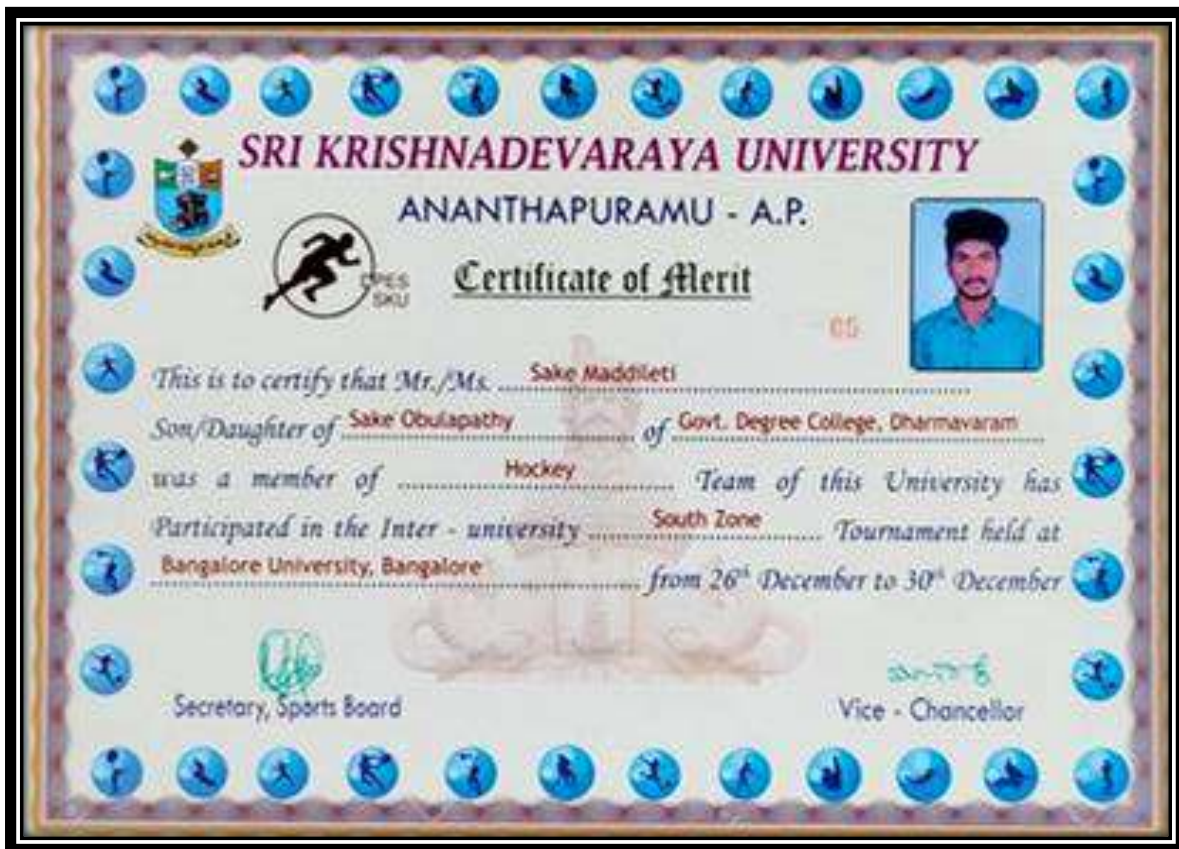 SRI KRISHNADEVARAYA UNIVERSITY
ANANTHAPURAMU - A.P.
DPES
SKU
Certificate of Merit
05
This is to certify that Mr./Ms. Sake Maddileti
Son/Daughter of Sake Obulapathy of Govt. Degree College, Dharmavaram
was a member of Hockey Team of this University has
Participated in the Inter - university South Zone Tournament held at
Bangalore University, Bangalore from 26th December to 30th December
Secretary, Sports Board
Vice - Chancellor